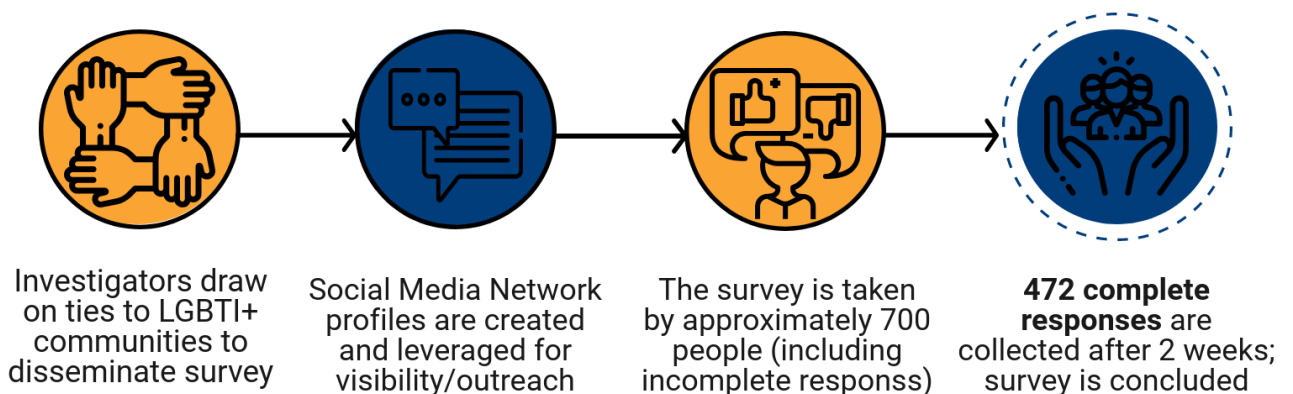 Investigators draw
on ties to LGBTI+
communities to
disseminate survey
Social Media Network
profiles are created
and leveraged for
visibility/outreach
The survey is taken
by approximately 700
people (including
incomplete responss)
472 complete
responses are
collected after 2 weeks;
survey is concluded